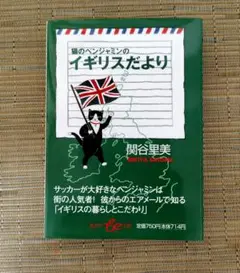 猫のベンジャミンの
イギリスだより
関谷里美
サッカーが大好きなベンジャミンは
街の人気者! 彼からのエアメールで知る
「イギリスの暮らしとこだわり」
定価750円 本体714円